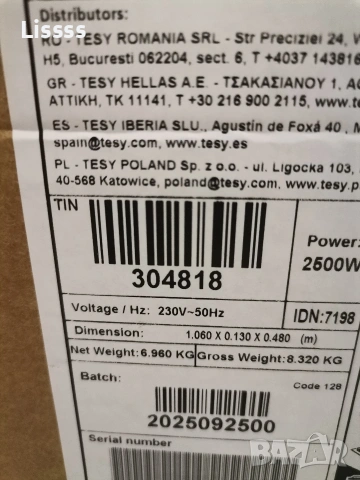 Lissss
Distributors:
RO - TESY ROMANIA SRL - Str Preciziei 24,
H5, Bucuresti 062204, sect. 6, T +4037 143816
GR - TESY HELLAS A.E. - ΤΣΑΚΑΣΙΑΝΟΥ 1,
ΑΤΤΙΚΗ, TK 11141, T +30 216 900 2115, www.t
ES - TESY IBERIA SLU., Agustin de Foxá 40,
spain@tesy.com, www.tesy.es
PL - TESY POLAND Sp. z o.o. - ul. Ligocka 103,
40-568 Katowice, poland@tesy.com, www.tesy.p
TIN
304818
Power:
2500W
Voltage / Hz: 230V~50Hz
IDN: 7198
Dimension: 1.060 X 0.130 X 0.480 (m)
Net Weight: 6.960 KG Gross Weight: 8.320 KG
Batch:
Code 128
2025092500
Serial number
BAZAR